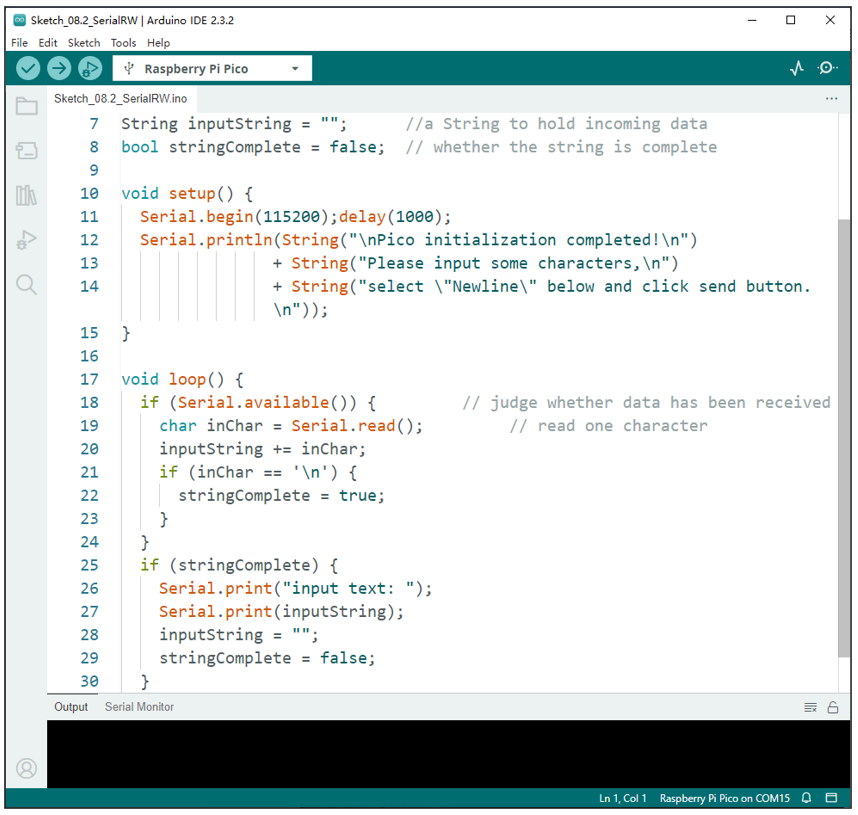 Sketch_08.2_SerialRW | Arduino IDE 2.3.2
File Edit Sketch Tools Help
Raspberry Pi Pico
Sketch_08.2_SerialRW.ino
7 String inputString = "";      //a String to hold incoming data
8 bool stringComplete = false;  // whether the string is complete
9
10 void setup() {
11   Serial.begin(115200);delay(1000);
12   Serial.println(String("\nPico initialization completed!\n")
13                 + String("Please input some characters,\n")
14                 + String("select \"Newline\" below and click send button.
\n"));
15 }
16
17 void loop() {
18   if (Serial.available()) {         // judge whether data has been received
19     char inChar = Serial.read();         // read one character
20     inputString += inChar;
21     if (inChar == '\n') {
22       stringComplete = true;
23     }
24   }
25   if (stringComplete) {
26     Serial.print("input text: ");
27     Serial.print(inputString);
28     inputString = "";
29     stringComplete = false;
30   }
Output Serial Monitor
Ln 1, Col 1 Raspberry Pi Pico on COM15